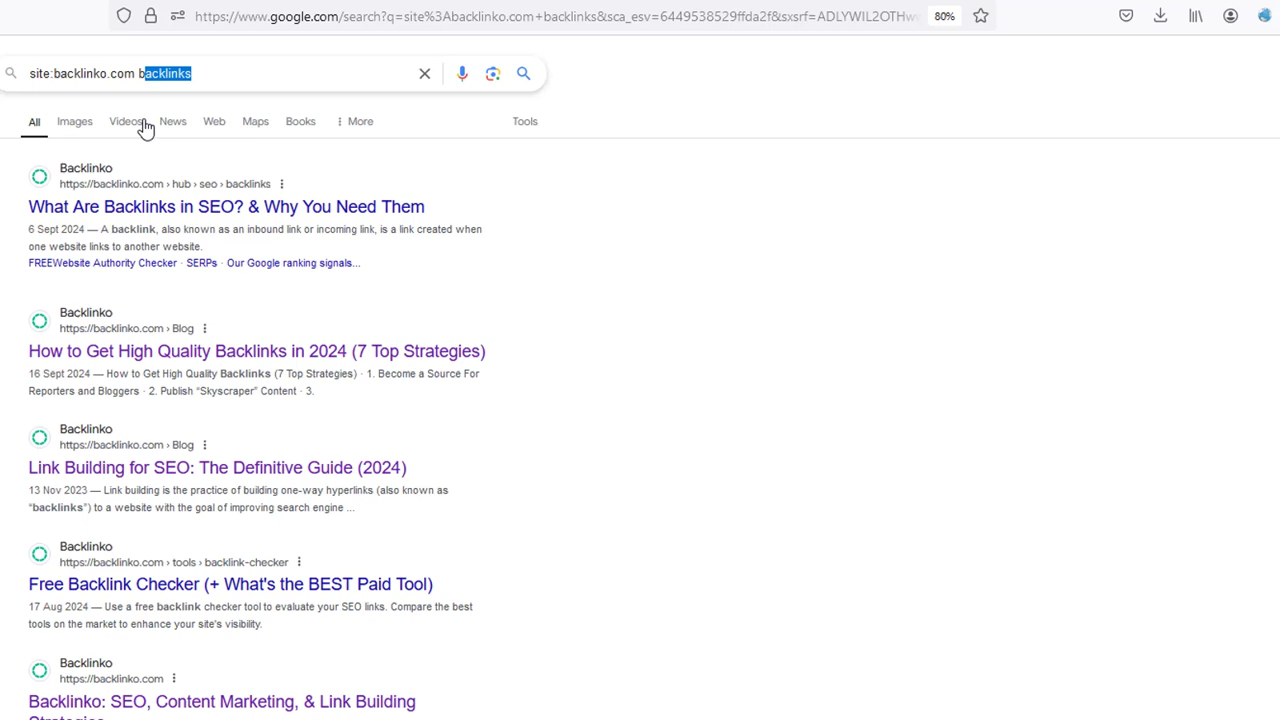 https://www.google.com/search?q=site%3Abacklinko.com+backlinks&sca_esv=6449538529ffda2f&sxsrf=ADLYWIL2OTHw
80%
site:backlinko.com backlinks
All Images Videos News Web Maps Books More Tools
Backlinko
https://backlinko.com › hub › seo › backlinks
What Are Backlinks in SEO? & Why You Need Them
6 Sept 2024 — A backlink, also known as an inbound link or incoming link, is a link created when
one website links to another website.
FREEWebsite Authority Checker · SERPs · Our Google ranking signals...
Backlinko
https://backlinko.com › Blog
How to Get High Quality Backlinks in 2024 (7 Top Strategies)
16 Sept 2024 — How to Get High Quality Backlinks (7 Top Strategies) · 1. Become a Source For
Reporters and Bloggers · 2. Publish “Skyscraper” Content · 3.
Backlinko
https://backlinko.com › Blog
Link Building for SEO: The Definitive Guide (2024)
13 Nov 2023 — Link building is the practice of building one-way hyperlinks (also known as
“backlinks”) to a website with the goal of improving search engine ...
Backlinko
https://backlinko.com › tools › backlink-checker
Free Backlink Checker (+ What's the BEST Paid Tool)
17 Aug 2024 — Use a free backlink checker tool to evaluate your SEO links. Compare the best
tools on the market to enhance your site's visibility.
Backlinko
https://backlinko.com
Backlinko: SEO, Content Marketing, & Link Building
Strategies